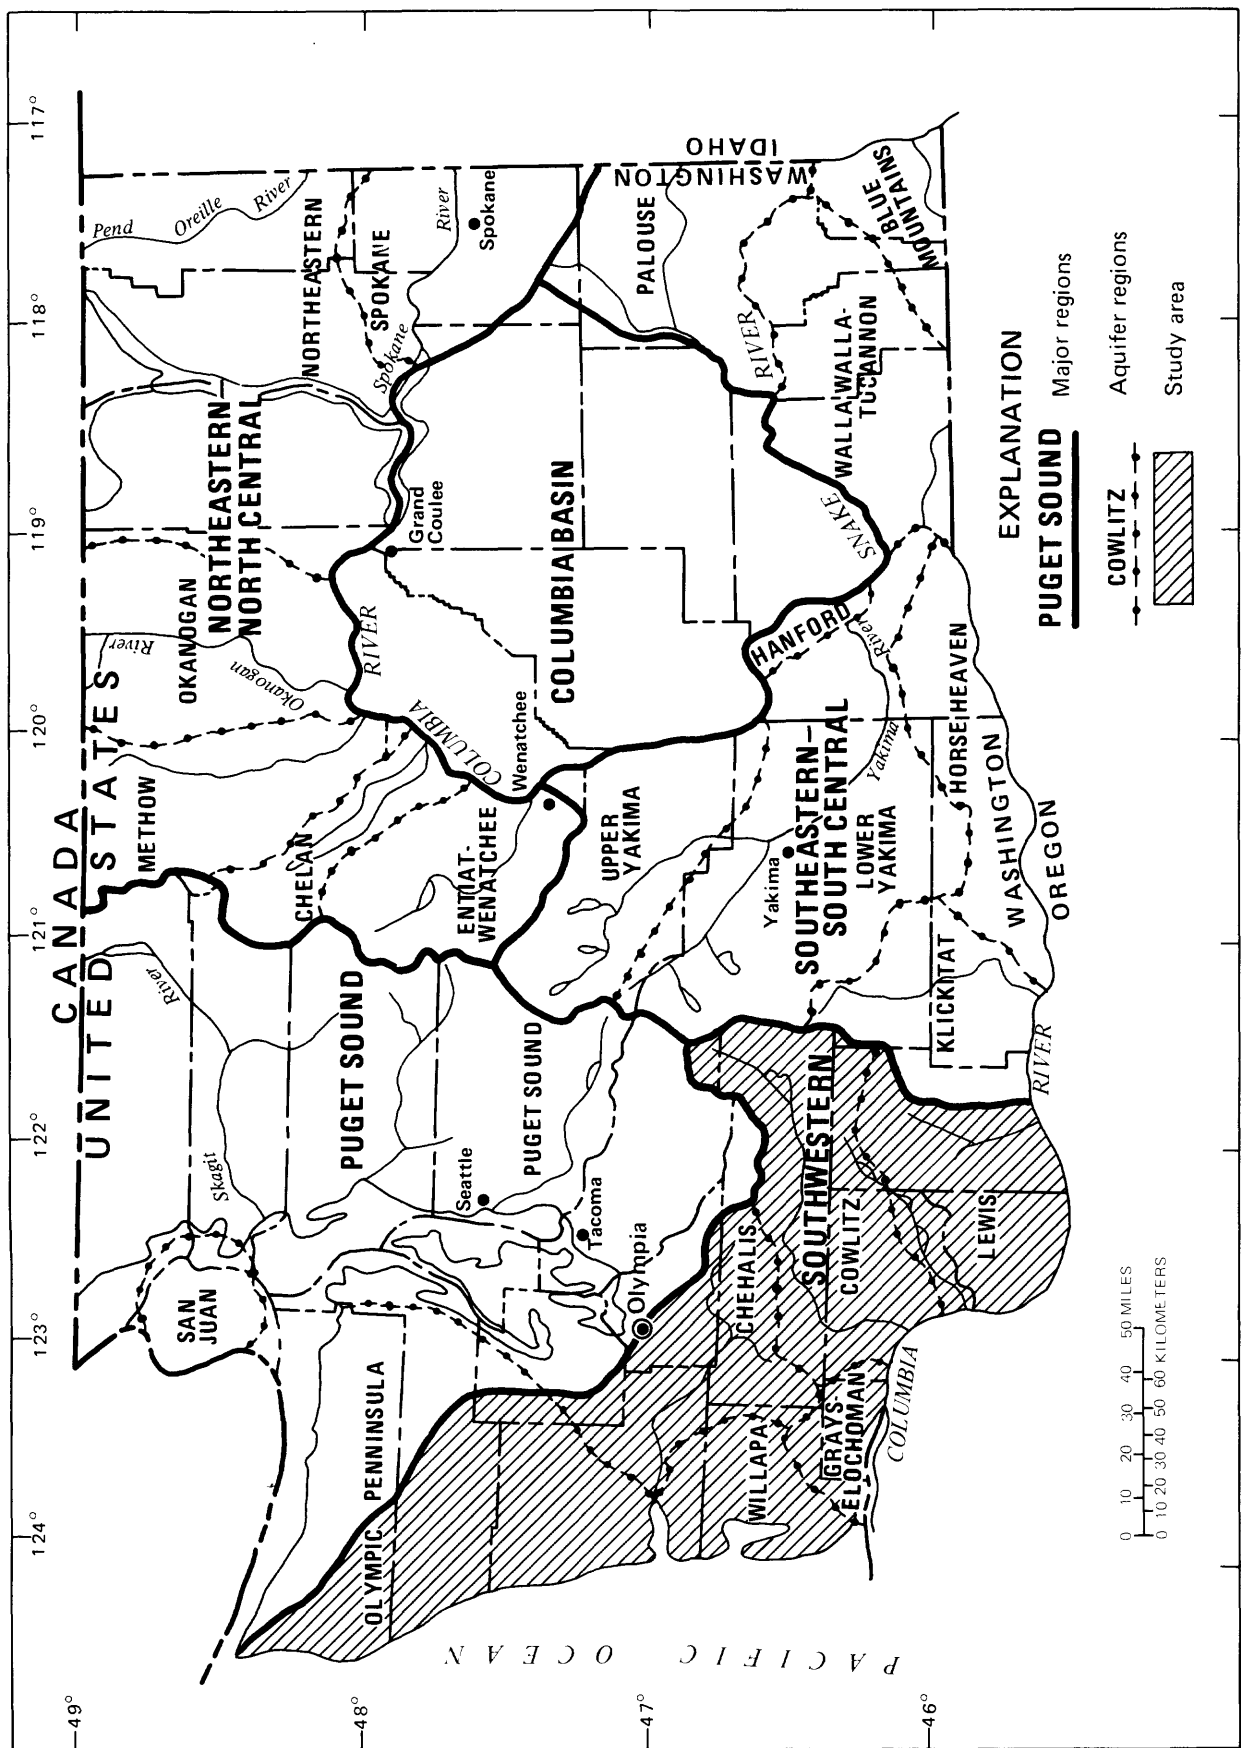 117°
118°
119°
120°
121°
122°
123°
124°
49°
48°
47°
46°
CANADA
UNITED STATES
Pend
Oreille
River
NORTHEASTERN
SPOKANE
River
Spokane
Spokane
NORTHEASTERN
NORTH CENTRAL
Grand
Coulee
OKANOGAN
River
Okanogan
RIVER
COLUMBIA
METHOW
CHELAN
ENTIAT-
WENATCHEE
Wenatchee
COLUMBIA BASIN
PALOUSE
WASHINGTON
IDAHO
BLUE
MOUNTAINS
RIVER
SNAKE
WALLA WALLA-
TUCANNON
HANFORD
River
Yakima
UPPER
YAKIMA
Yakima
SOUTHEASTERN-
SOUTH CENTRAL
LOWER
YAKIMA
HORSE HEAVEN
WASHINGTON
OREGON
KLICKITAT
RIVER
River
Skagit
PUGET SOUND
PUGET SOUND
Seattle
Tacoma
Olympia
SAN
JUAN
OLYMPIC PENNINSULA
CHEHALIS
SOUTHWESTERN
COWLITZ
LEWIS
WILLAPA
GRAYS-
ELOCHOMAN
COLUMBIA
PACIFIC OCEAN
EXPLANATION
PUGET SOUND Major regions
COWLITZ Aquifer regions
Study area
0 10 20 30 40 50 MILES
0 10 20 30 40 50 60 KILOMETERS